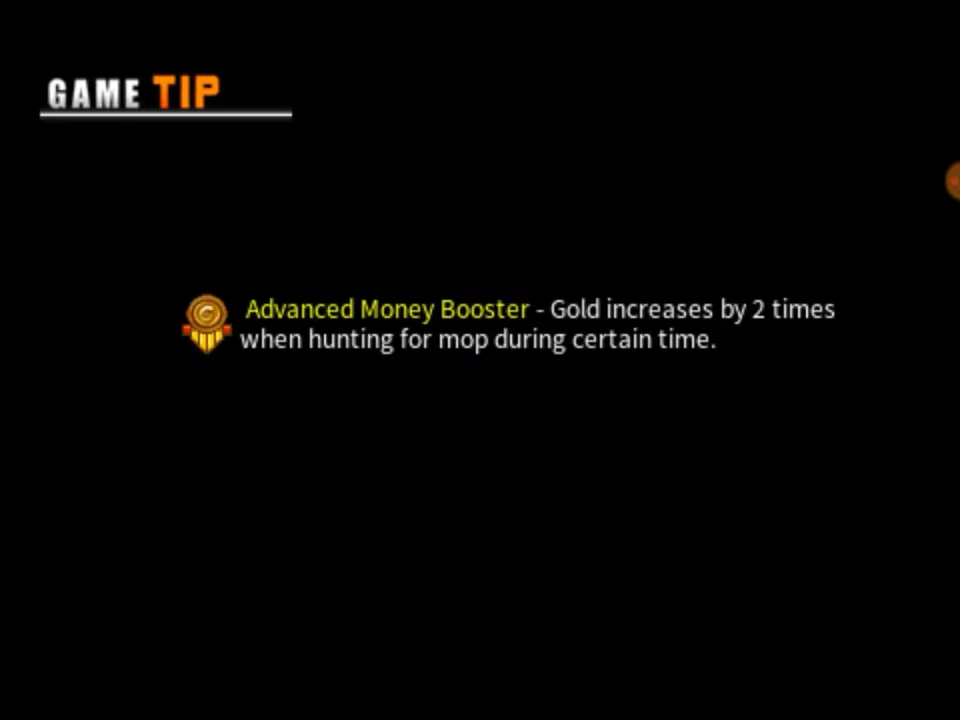 GAME TIP
Advanced Money Booster - Gold increases by 2 times
when hunting for mop during certain time.